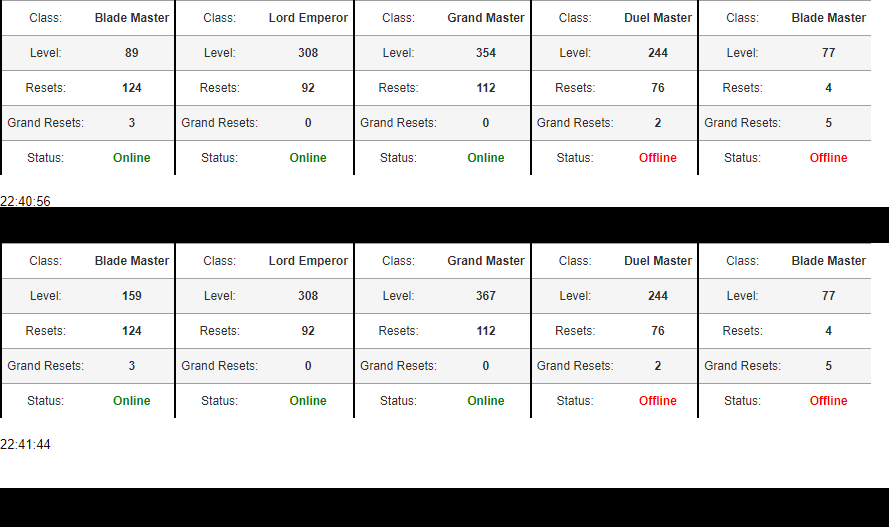 Class: Blade Master Class: Lord Emperor Class: Grand Master Class: Duel Master Class: Blade Master
Level: 89 Level: 308 Level: 354 Level: 244 Level: 77
Resets: 124 Resets: 92 Resets: 112 Resets: 76 Resets: 4
Grand Resets: 3 Grand Resets: 0 Grand Resets: 0 Grand Resets: 2 Grand Resets: 5
Status: Online Status: Online Status: Online Status: Offline Status: Offline
22:40:56
Class: Blade Master Class: Lord Emperor Class: Grand Master Class: Duel Master Class: Blade Master
Level: 159 Level: 308 Level: 367 Level: 244 Level: 77
Resets: 124 Resets: 92 Resets: 112 Resets: 76 Resets: 4
Grand Resets: 3 Grand Resets: 0 Grand Resets: 0 Grand Resets: 2 Grand Resets: 5
Status: Online Status: Online Status: Online Status: Offline Status: Offline
22:41:44